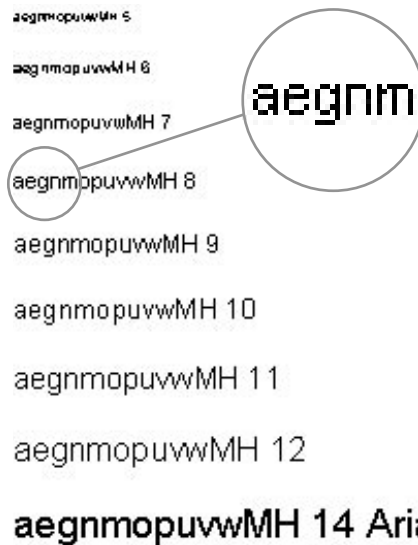 aegnmopuvwMH 5
aegnmopuvwMH 6
aegnm
aegnmopuvwMH 7
aegnmopuvwMH 8
aegnmopuvwMH 9
aegnmopuvwMH 10
aegnmopuvwMH 11
aegnmopuvwMH 12
aegnmopuvwMH 14 Aria